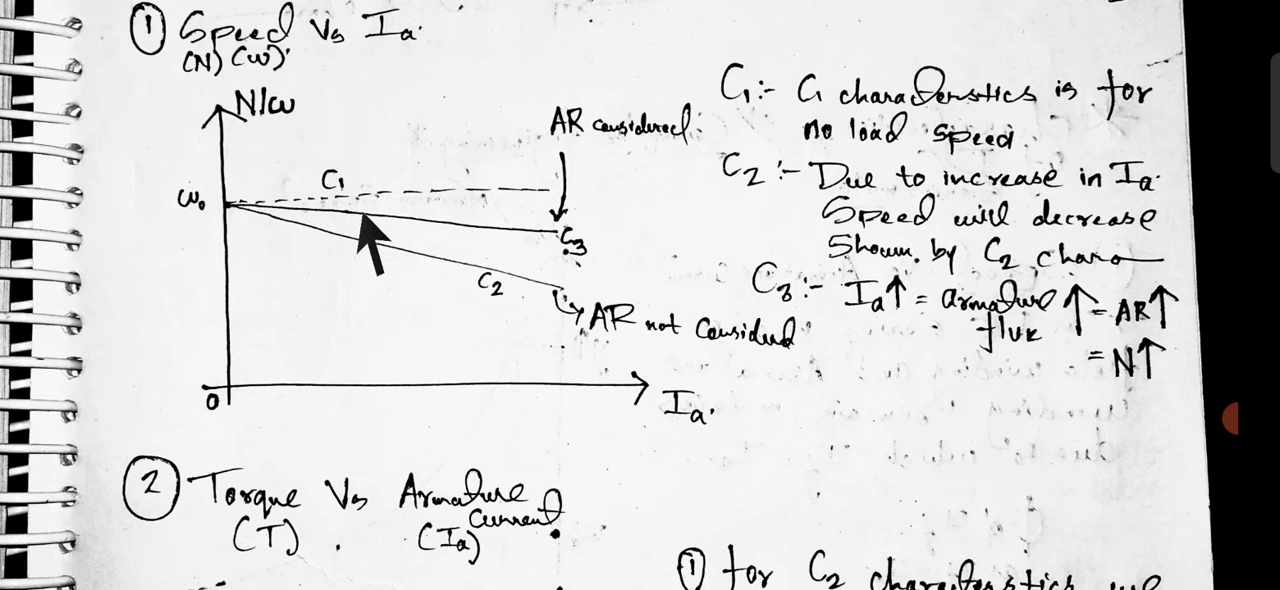 ① Speed Vs Ia.
(N) (ω)
N/ω
AR considered.
C1
ω₀
C3
C2
AR not Considered
0
Ia.
C1:- C1 characteristics is for
no load speed.
C2:- Due to increase in Ia.
Speed will decrease
Shown. by C2 chara
C3:- Ia↑ = armature flux ↑ = AR↑
= N↑
② Torque Vs Armature Current
(T). (Ia)
① for C2 characteristics